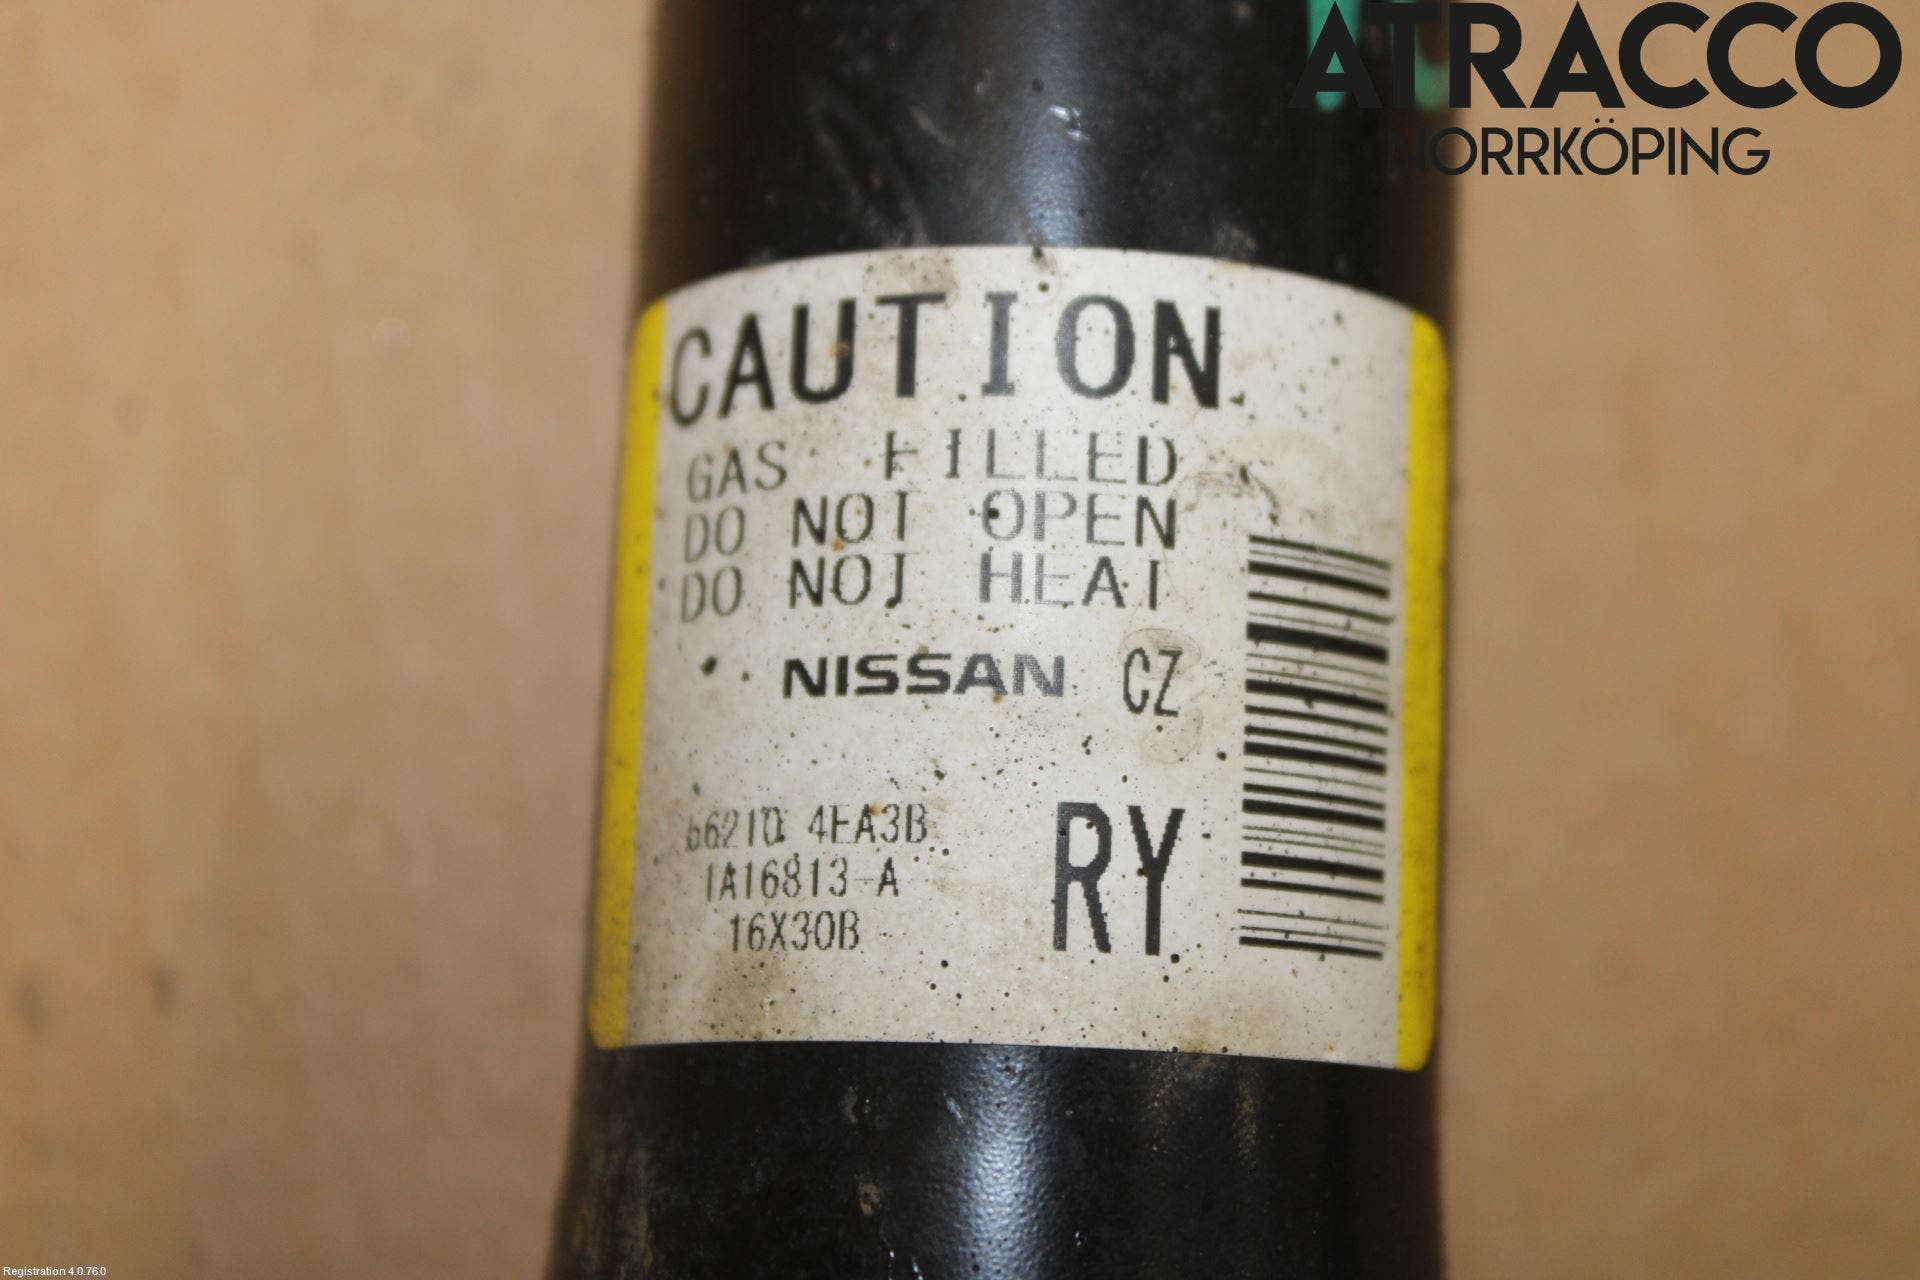 ATRACCO
NORRKÖPING
CAUTION
GAS FILLED
DO NOT OPEN
DO NOT HEAT
NISSAN CZ
56210 4EA3B
1A16813-A
16X30B
RY
Registration 4.0.76.0